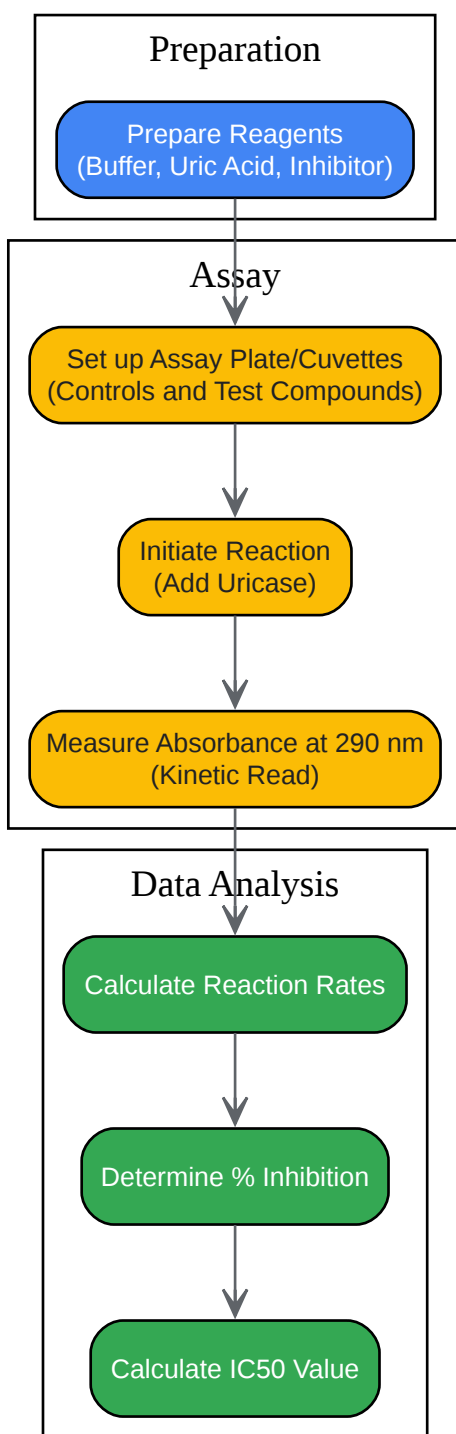 Preparation
Prepare Reagents
(Buffer, Uric Acid, Inhibitor)
Assay
Set up Assay Plate/Cuvettes
(Controls and Test Compounds)
Initiate Reaction
(Add Uricase)
Measure Absorbance at 290 nm
(Kinetic Read)
Data Analysis
Calculate Reaction Rates
Determine % Inhibition
Calculate IC50 Value